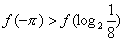 f(−π) > f(log₂ 1/8)